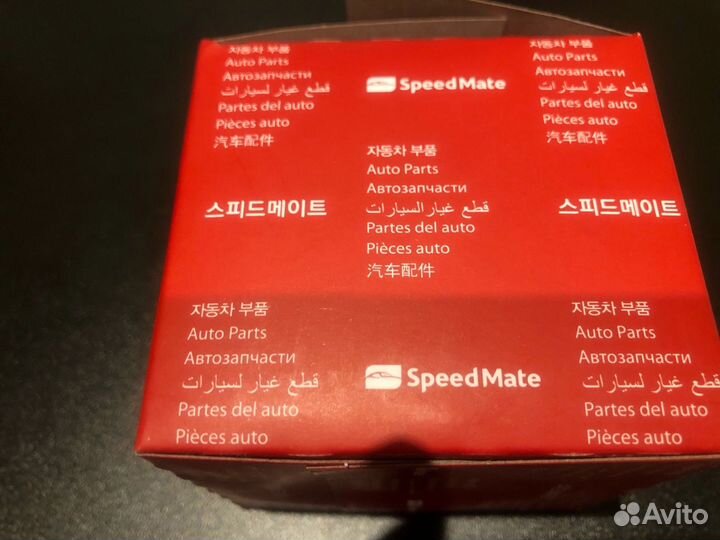 자동차 부품
Auto Parts
Автозапчасти
قطع غيار لسيارات
Partes del auto
Pièces auto
汽车配件
SpeedMate
자동차 부품
Auto Parts
Автозапчасти
قطع غيار لسيارات
Partes del auto
Pièces auto
汽车配件
스피드메이트
자동차 부품
Auto Parts
Автозапчасти
قطع غيار السيارات
Partes del auto
Pièces auto
汽车配件
스피드메이트
자동차 부품
Auto Parts
Автозапчасти
قطع غيار لسيارات
Partes del auto
Pièces auto
SpeedMate
자동차 부품
Auto Parts
Автозапчасти
قطع غيار لسيارات
Partes del auto
Pièces auto
Avito